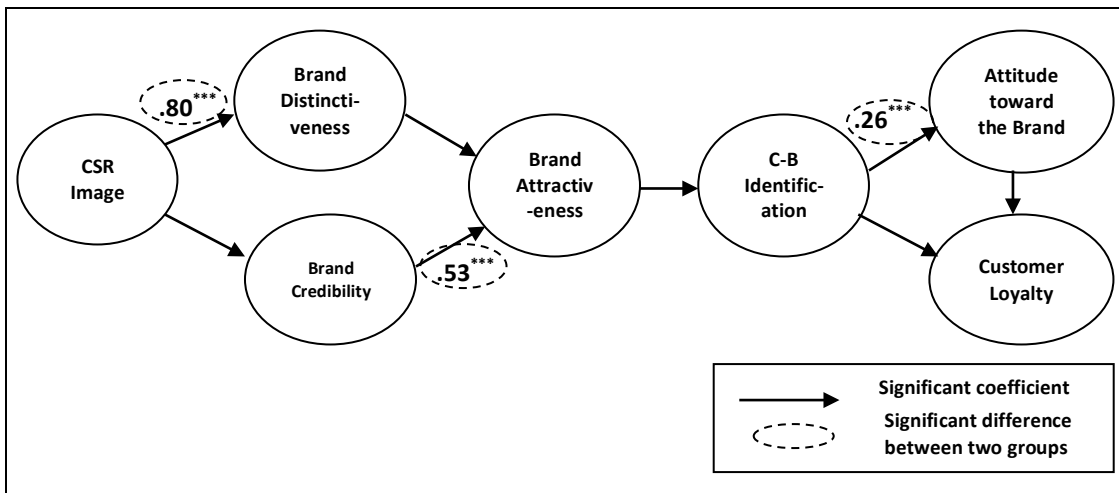 CSR
Image
.80***
Brand
Distincti-
veness
Brand
Credibility
.53***
Brand
Attractiv
-eness
C-B
Identific-
ation
.26***
Attitude
toward
the Brand
Customer
Loyalty
Significant coefficient
Significant difference
between two groups